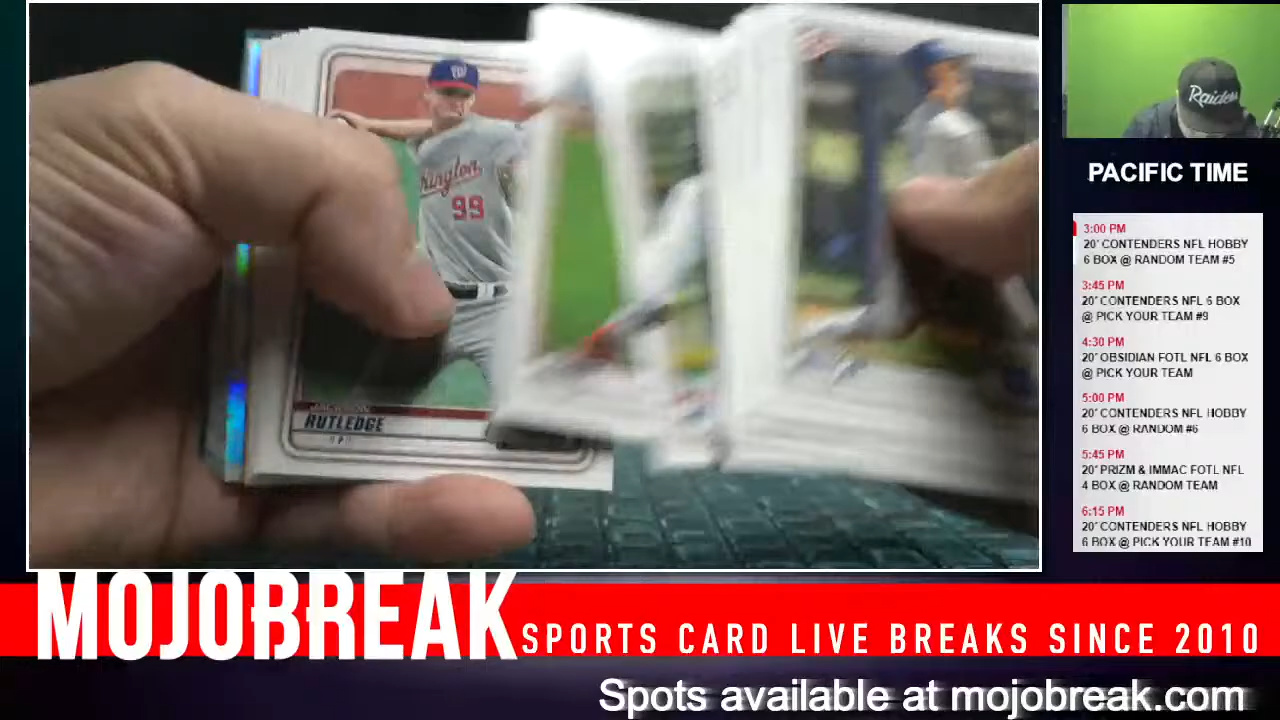 Raiders
W
hington
99
RUTLEDGE
PACIFIC TIME
3:00 PM
20' CONTENDERS NFL HOBBY
6 BOX @ RANDOM TEAM #5
3:45 PM
20' CONTENDERS NFL 6 BOX
@ PICK YOUR TEAM #9
4:30 PM
20' OBSIDIAN FOTL NFL 6 BOX
@ PICK YOUR TEAM
5:00 PM
20' CONTENDERS NFL HOBBY
6 BOX @ RANDOM #6
5:45 PM
20' PRIZM & IMMAC FOTL NFL
4 BOX @ RANDOM TEAM
6:15 PM
20' CONTENDERS NFL HOBBY
6 BOX @ PICK YOUR TEAM #10
MOJOBREAK SPORTS CARD LIVE BREAKS SINCE 2010
Spots available at mojobreak.com